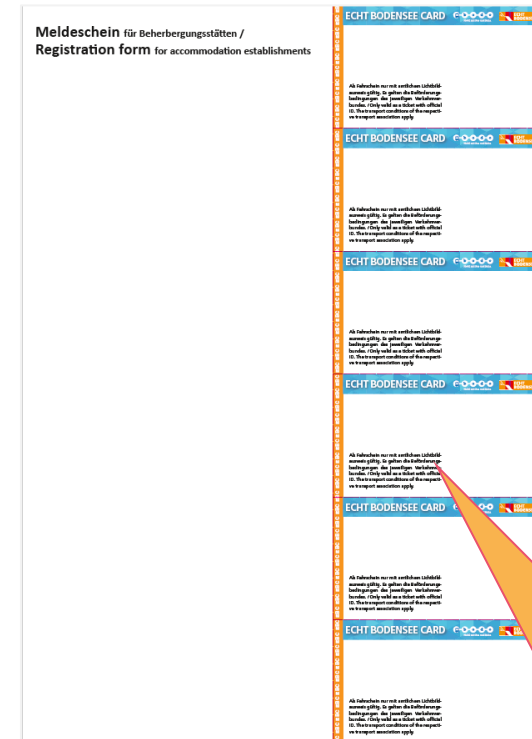 Meldeschein für Beherbergungsstätten /
Registration form for accommodation establishments
ECHT BODENSEE CARD
Als Fahrschein nur mit amtlichem Lichtbild-
ausweis gültig. Es gelten die Beförderungs-
bedingungen des jeweiligen Verkehrsver-
bundes. / Only valid as a ticket with official
ID. The transport conditions of the respecti-
ve transport association apply.
ECHT BODENSEE CARD
Als Fahrschein nur mit amtlichem Lichtbild-
ausweis gültig. Es gelten die Beförderungs-
bedingungen des jeweiligen Verkehrsver-
bundes. / Only valid as a ticket with official
ID. The transport conditions of the respecti-
ve transport association apply.
ECHT BODENSEE CARD
Als Fahrschein nur mit amtlichem Lichtbild-
ausweis gültig. Es gelten die Beförderungs-
bedingungen des jeweiligen Verkehrsver-
bundes. / Only valid as a ticket with official
ID. The transport conditions of the respecti-
ve transport association apply.
ECHT BODENSEE CARD
Als Fahrschein nur mit amtlichem Lichtbild-
ausweis gültig. Es gelten die Beförderungs-
bedingungen des jeweiligen
bundes. / Only valid as a ticket with
ID. The transport conditions of the respecti-
ve transport association apply.
ECHT BODENSEE CARD
Als Fahrschein nur mit amtlichem Lichtbild-
ausweis gültig. Es gelten die Beförderungs-
bedingungen des jeweiligen Verkehrsver-
bundes. / Only valid as a ticket with official
ID. The transport conditions of the respecti-
ve transport association apply.
ECHT BODENSEE CARD
Als Fahrschein nur mit amtlichem Lichtbild-
ausweis gültig. Es gelten die Beförderungs-
bedingungen des jeweiligen Verkehrsver-
bundes. / Only valid as a ticket with official
ID. The transport conditions of the respecti-
ve transport association apply.